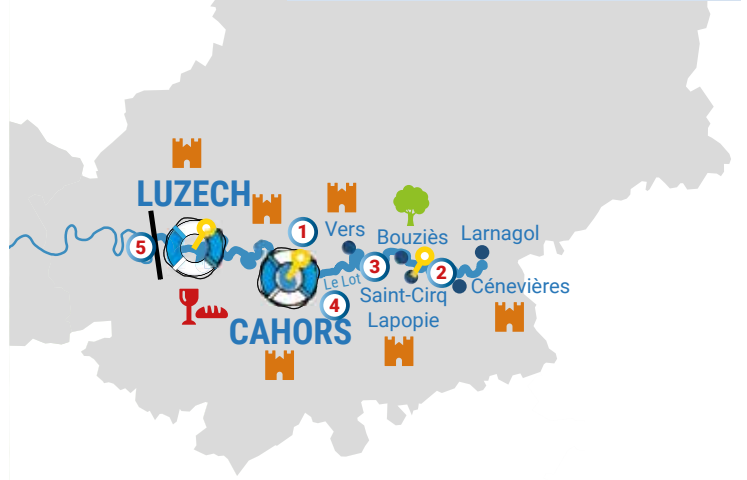 LUZECH
1
Vers
Bouziès
Larnagol
5
3
2
Le Lot
Cénevières
4
Saint-Cirq
Lapopie
CAHORS